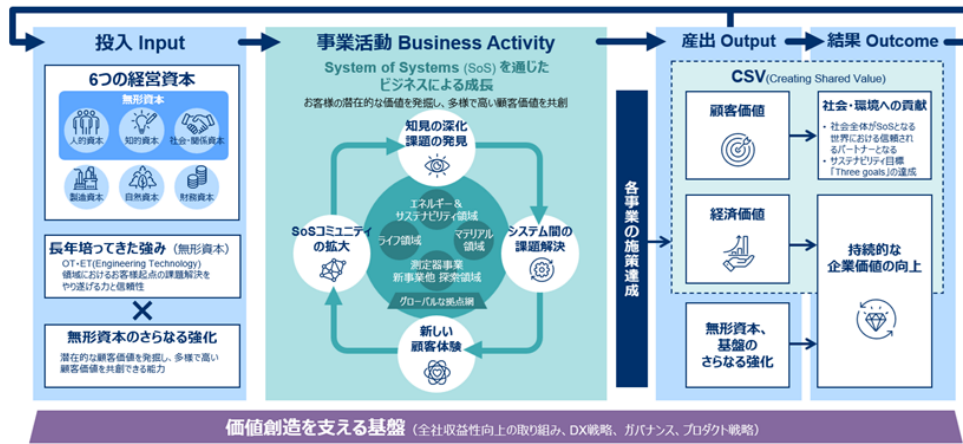 投入 Input
6つの経営資本
無形資本
人的資本
知的資本
社会・関係資本
製造資本
自然資本
財務資本
長年培ってきた強み（無形資本）
OT・ET(Engineering Technology)
領域におけるお客様起点の課題解決を
やり遂げる力と信頼性
×
無形資本のさらなる強化
潜在的な顧客価値を発掘し、多様で高い
顧客価値を共創できる能力
事業活動 Business Activity
System of Systems (SoS) を通じた
ビジネスによる成長
お客様の潜在的な価値を発掘し、多様で高い顧客価値を共創
知見の深化
課題の発見
エネルギー &
サステナビリティ領域
SoSコミュニティ
の拡大
ライフ領域
マテリアル
領域
システム間の
課題解決
測定器事業
新事業他 探索領域
グローバルな拠点網
新しい
顧客体験
各事業の施策達成
産出 Output
結果 Outcome
CSV(Creating Shared Value)
顧客価値
社会・環境への貢献
・ 社会全体がSoSとなる
世界における信頼され
るパートナーとなる
・ サステナビリティ目標
「Three goals」の達成
経済価値
持続的な
企業価値の向上
無形資本、
基盤の
さらなる強化
価値創造を支える基盤（全社収益性向上の取り組み、DX戦略、ガバナンス、プロダクト戦略）